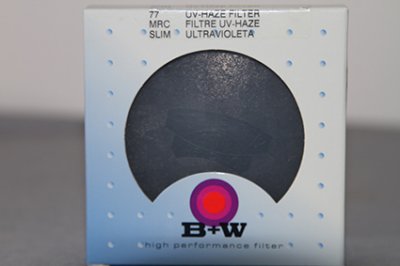 77 UV-HAZE FILTER
MRC FILTRE UV-HAZE
SLIM ULTRAVIOLETA
B+W
high performance filter